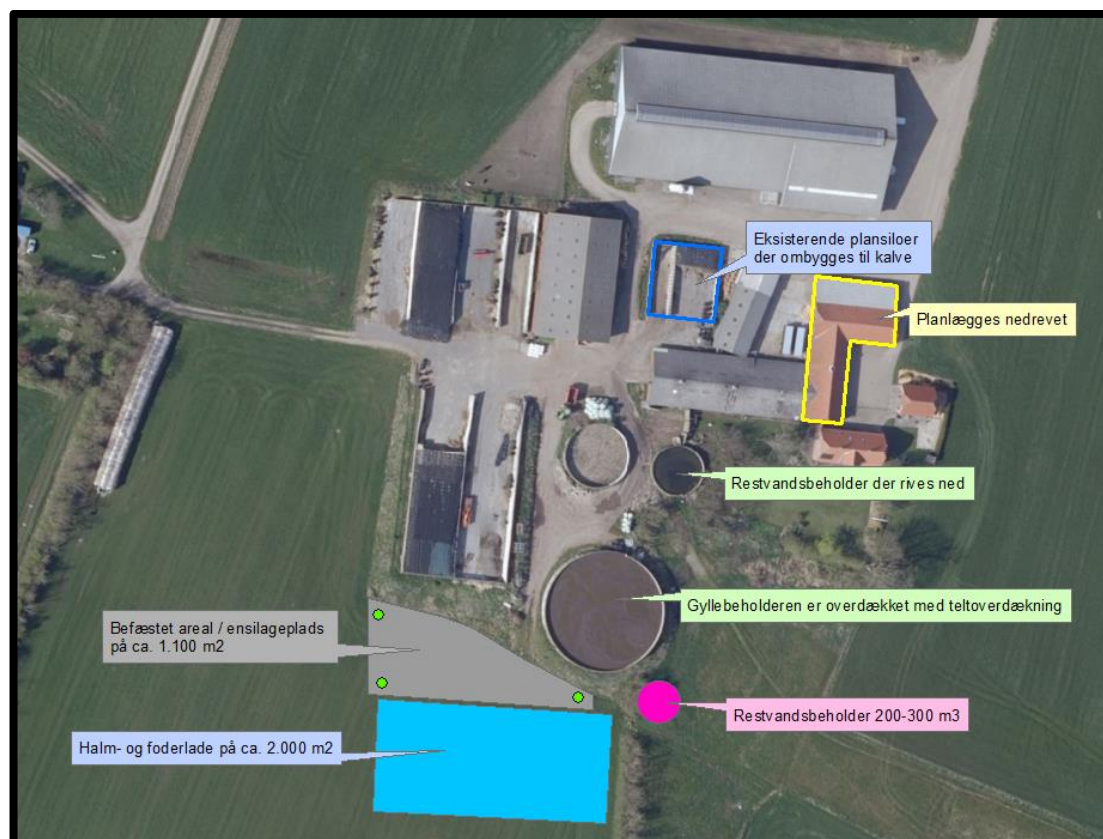 Eksisterende plansiloer
der ombygges til kalve
Planlægges nedrevet
Restvandsbeholder der rives ned
Gyllebeholderen er overdækket med teltoverdækning
Befæstet areal / ensilageplads
på ca. 1.100 m2
Restvandsbeholder 200-300 m3
Halm- og foderlade på ca. 2.000 m2